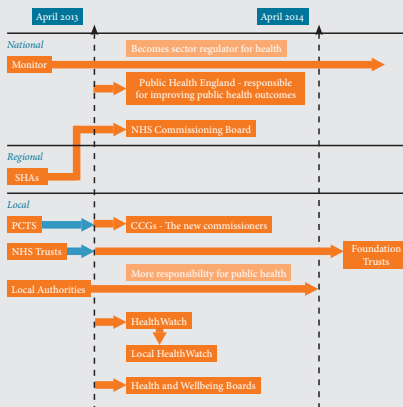 April 2013
April 2014
National
Becomes sector regulator for health
Monitor
Public Health England - responsible
for improving public health outcomes
NHS Commissioning Board
Regional
SHAs
Local
PCTS
CCGs - The new commissioners
NHS Trusts
Foundation
Trusts
More responsibility for public health
Local Authorities
HealthWatch
Local HealthWatch
Health and Wellbeing Boards